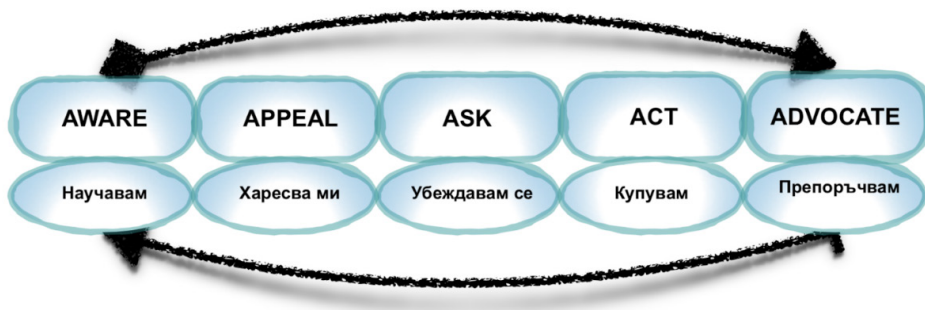 AWARE
APPEAL
ASK
ACT
ADVOCATE
Научавам
Харесва ми
Убеждавам се
Купувам
Препоръчвам